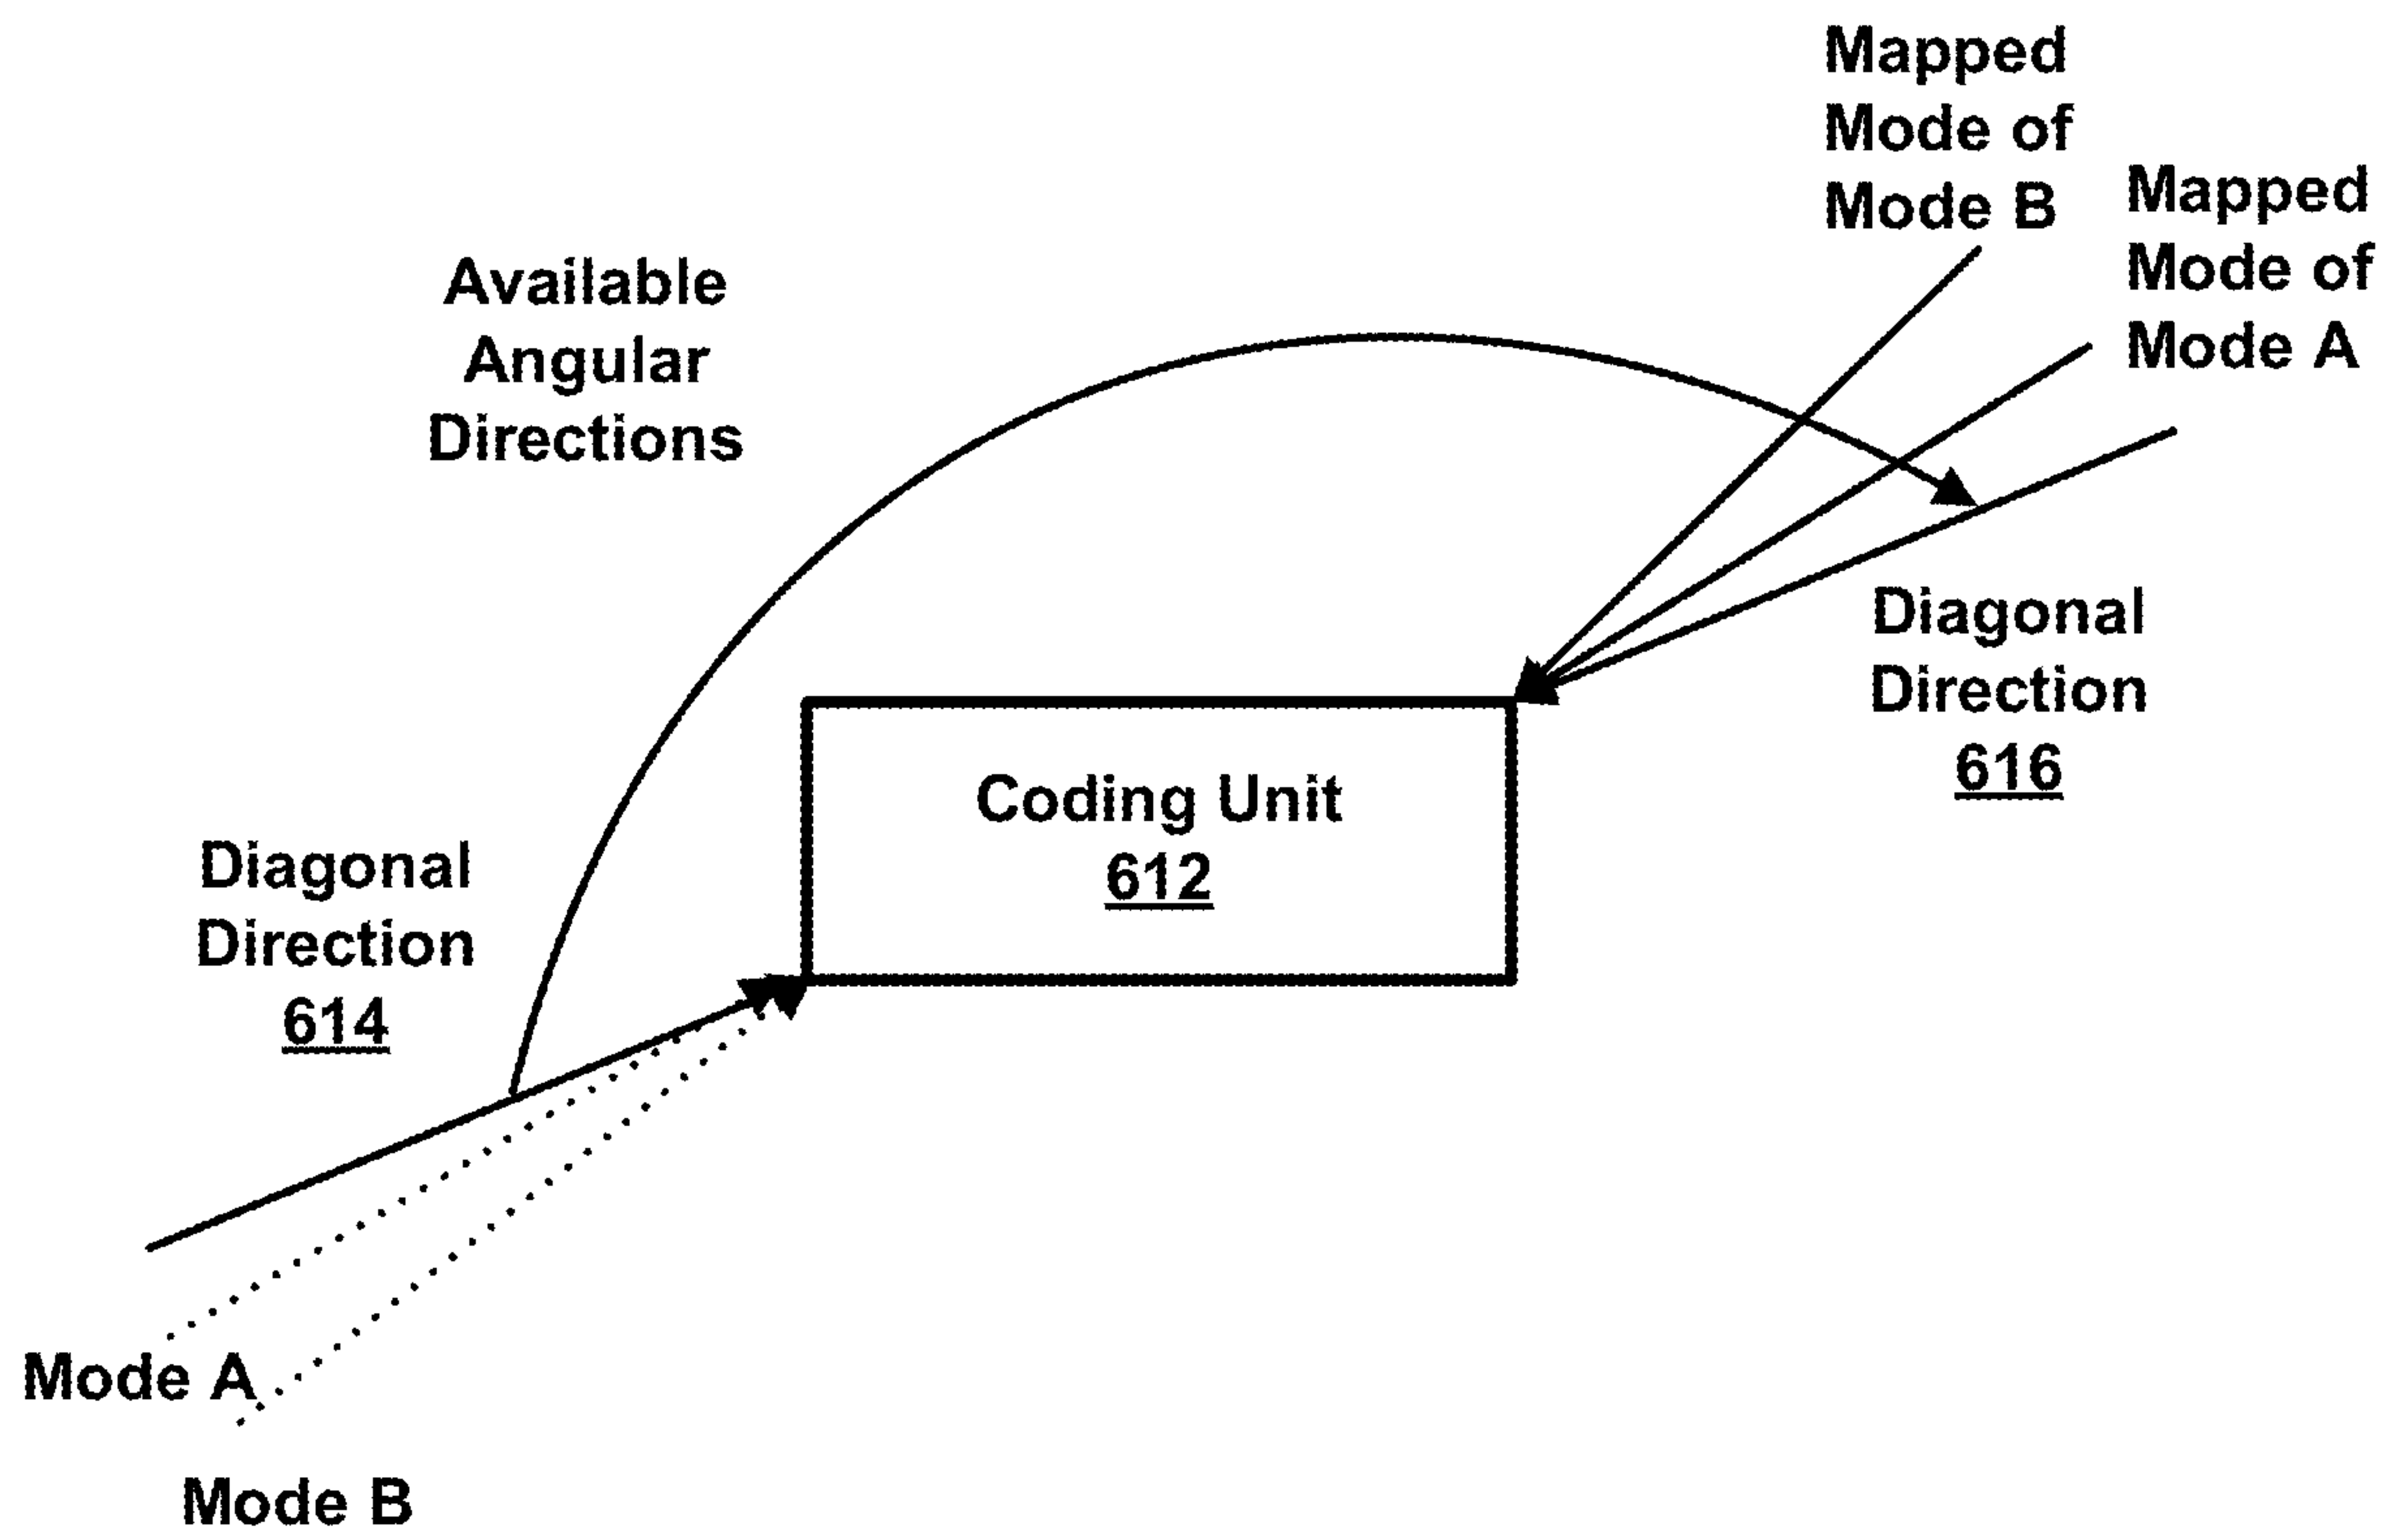 Mapped
Mode of
Mode B
Mapped
Mode of
Mode A
Available
Angular
Directions
Diagonal
Direction
616
Coding Unit
612
Diagonal
Direction
614
Mode A
Mode B